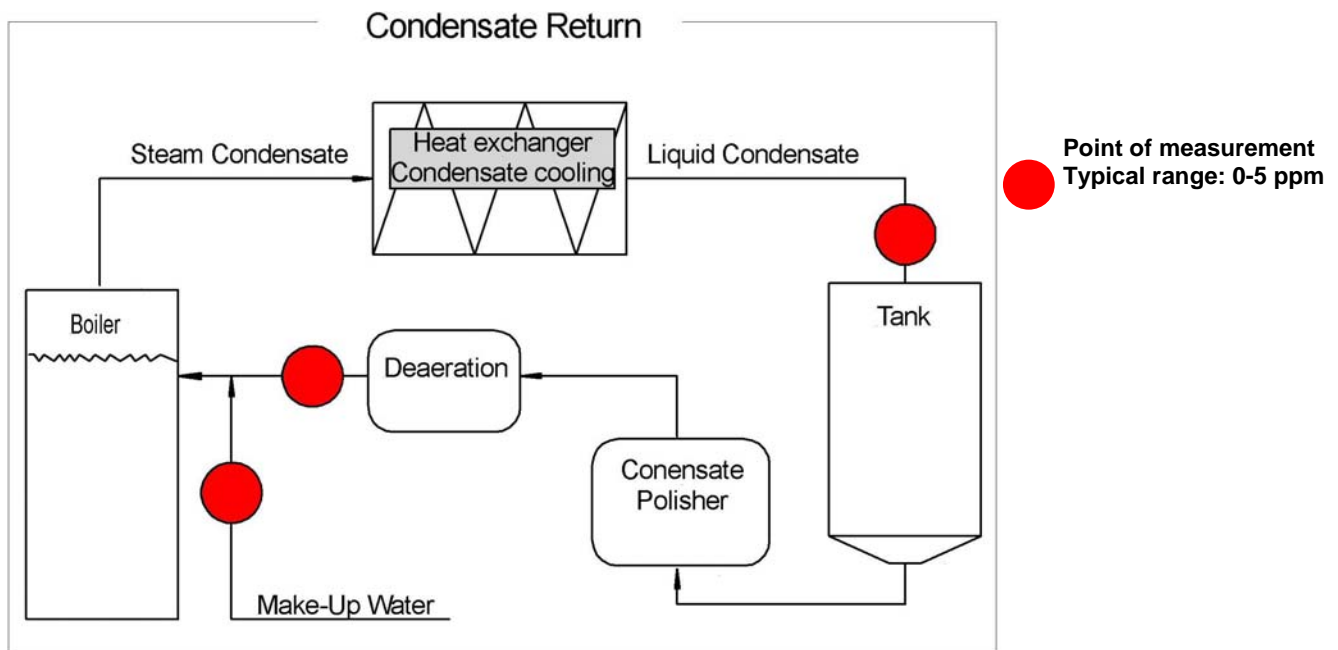 Condensate Return
Steam Condensate
Heat exchanger
Condensate cooling
Liquid Condensate
Point of measurement
Typical range: 0-5 ppm
Boiler
Tank
Deaeration
Conensate
Polisher
Make-Up Water